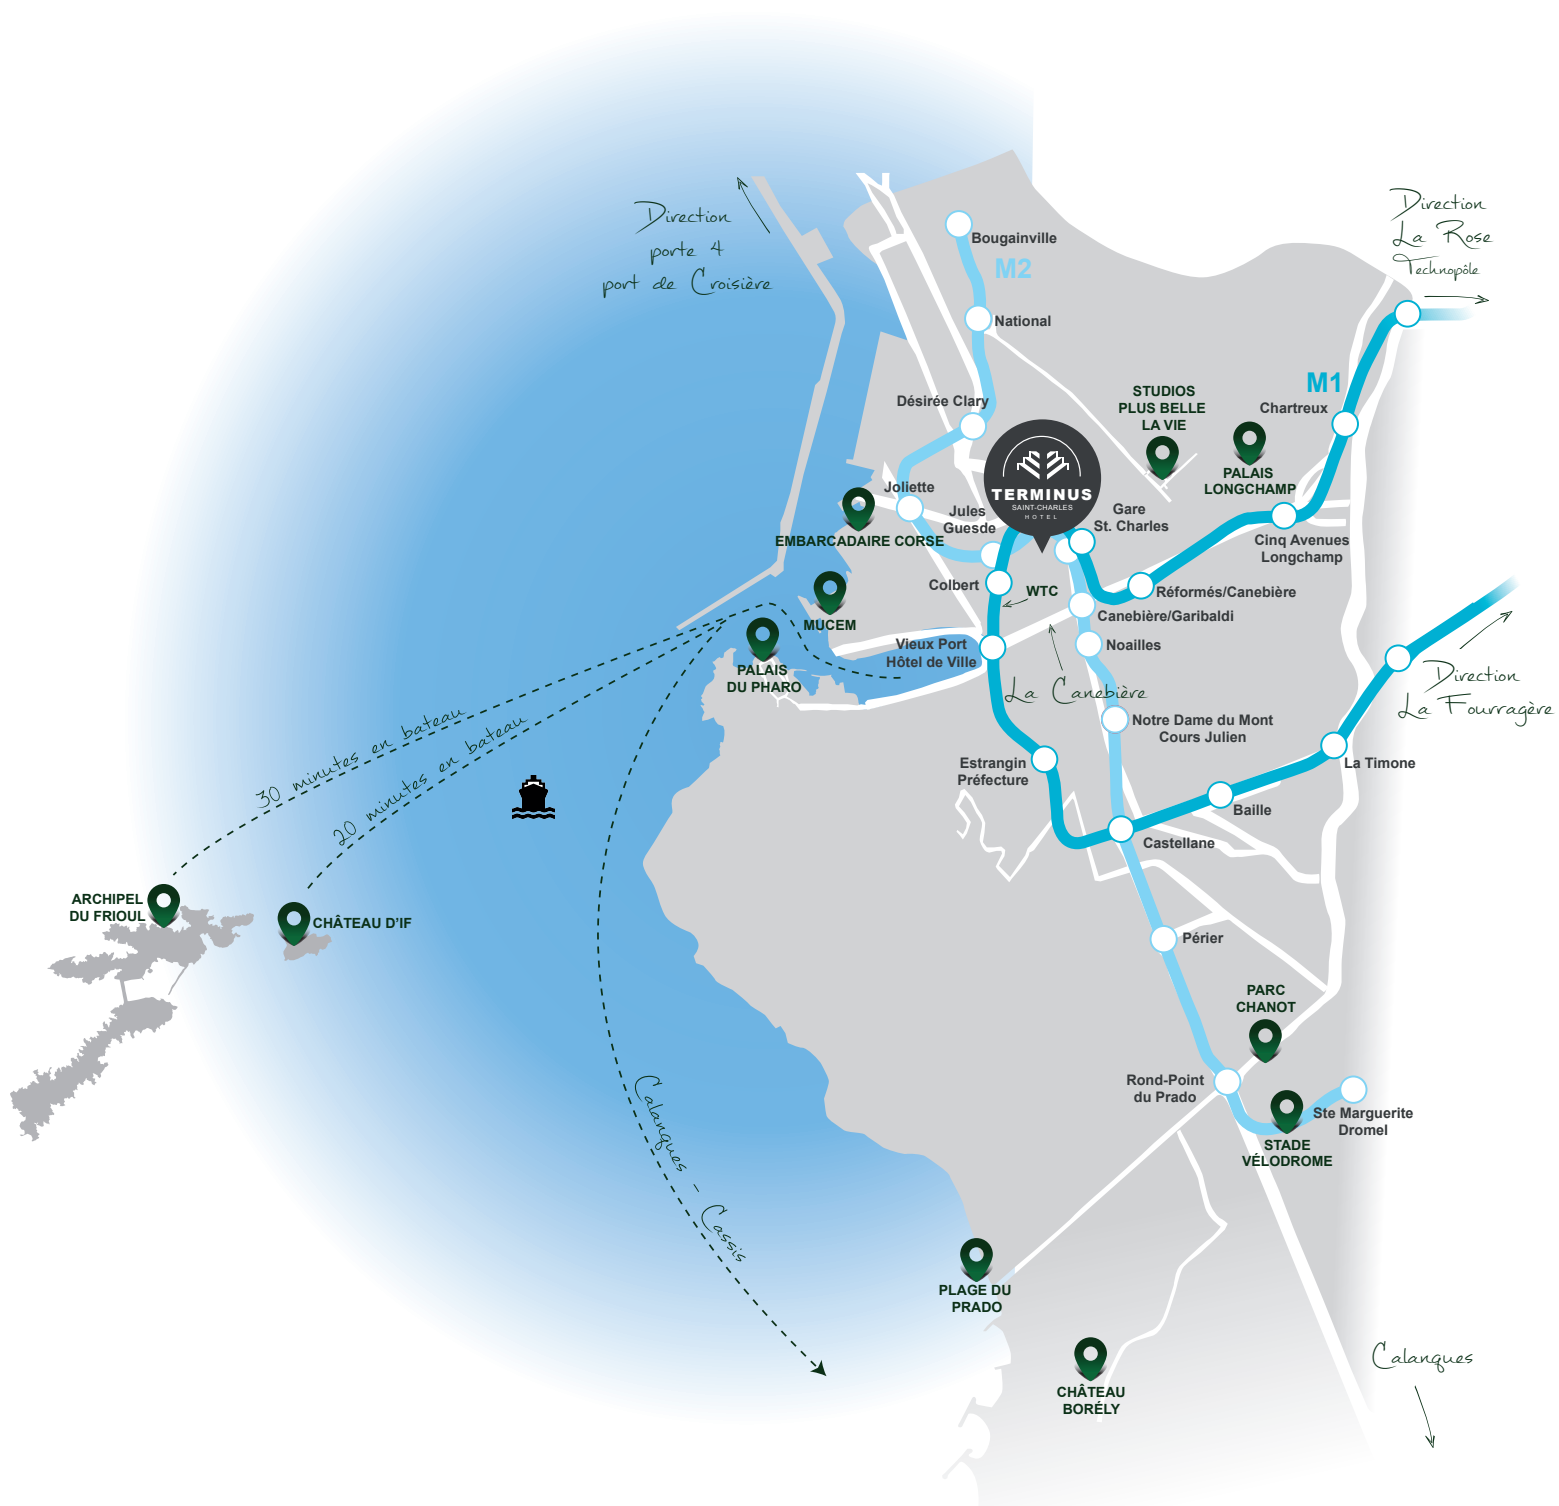 Direction
porte 4
port de Croisière
Direction
La Rose
Technopôle
Bougainville
M2
National
M1
STUDIOS
PLUS BELLE
LA VIE
Chartreux
Désirée Clary
PALAIS
LONGCHAMP
TERMINUS
SAINT-CHARLES
HOTEL
Joliette
Jules
Guesde
Gare
St. Charles
EMBARCADAIRE CORSE
Cinq Avenues
Longchamp
Colbert
WTC
Réformés/Canebière
Canebière/Garibaldi
MUCEM
Vieux Port
Hôtel de Ville
Noailles
PALAIS
DU PHARO
La Canebière
Direction
La Fourragère
Notre Dame du Mont
Cours Julien
30 minutes en bateau
20 minutes en bateau
Estrangin
Préfecture
La Timone
Baille
Castellane
ARCHIPEL
DU FRIOUL
CHÂTEAU D'IF
Périer
PARC
CHANOT
Rond-Point
du Prado
Ste Marguerite
Dromel
STADE
VÉLODROME
Calanques - Cassis
PLAGE DU
PRADO
Calanques
CHÂTEAU
BORÉLY